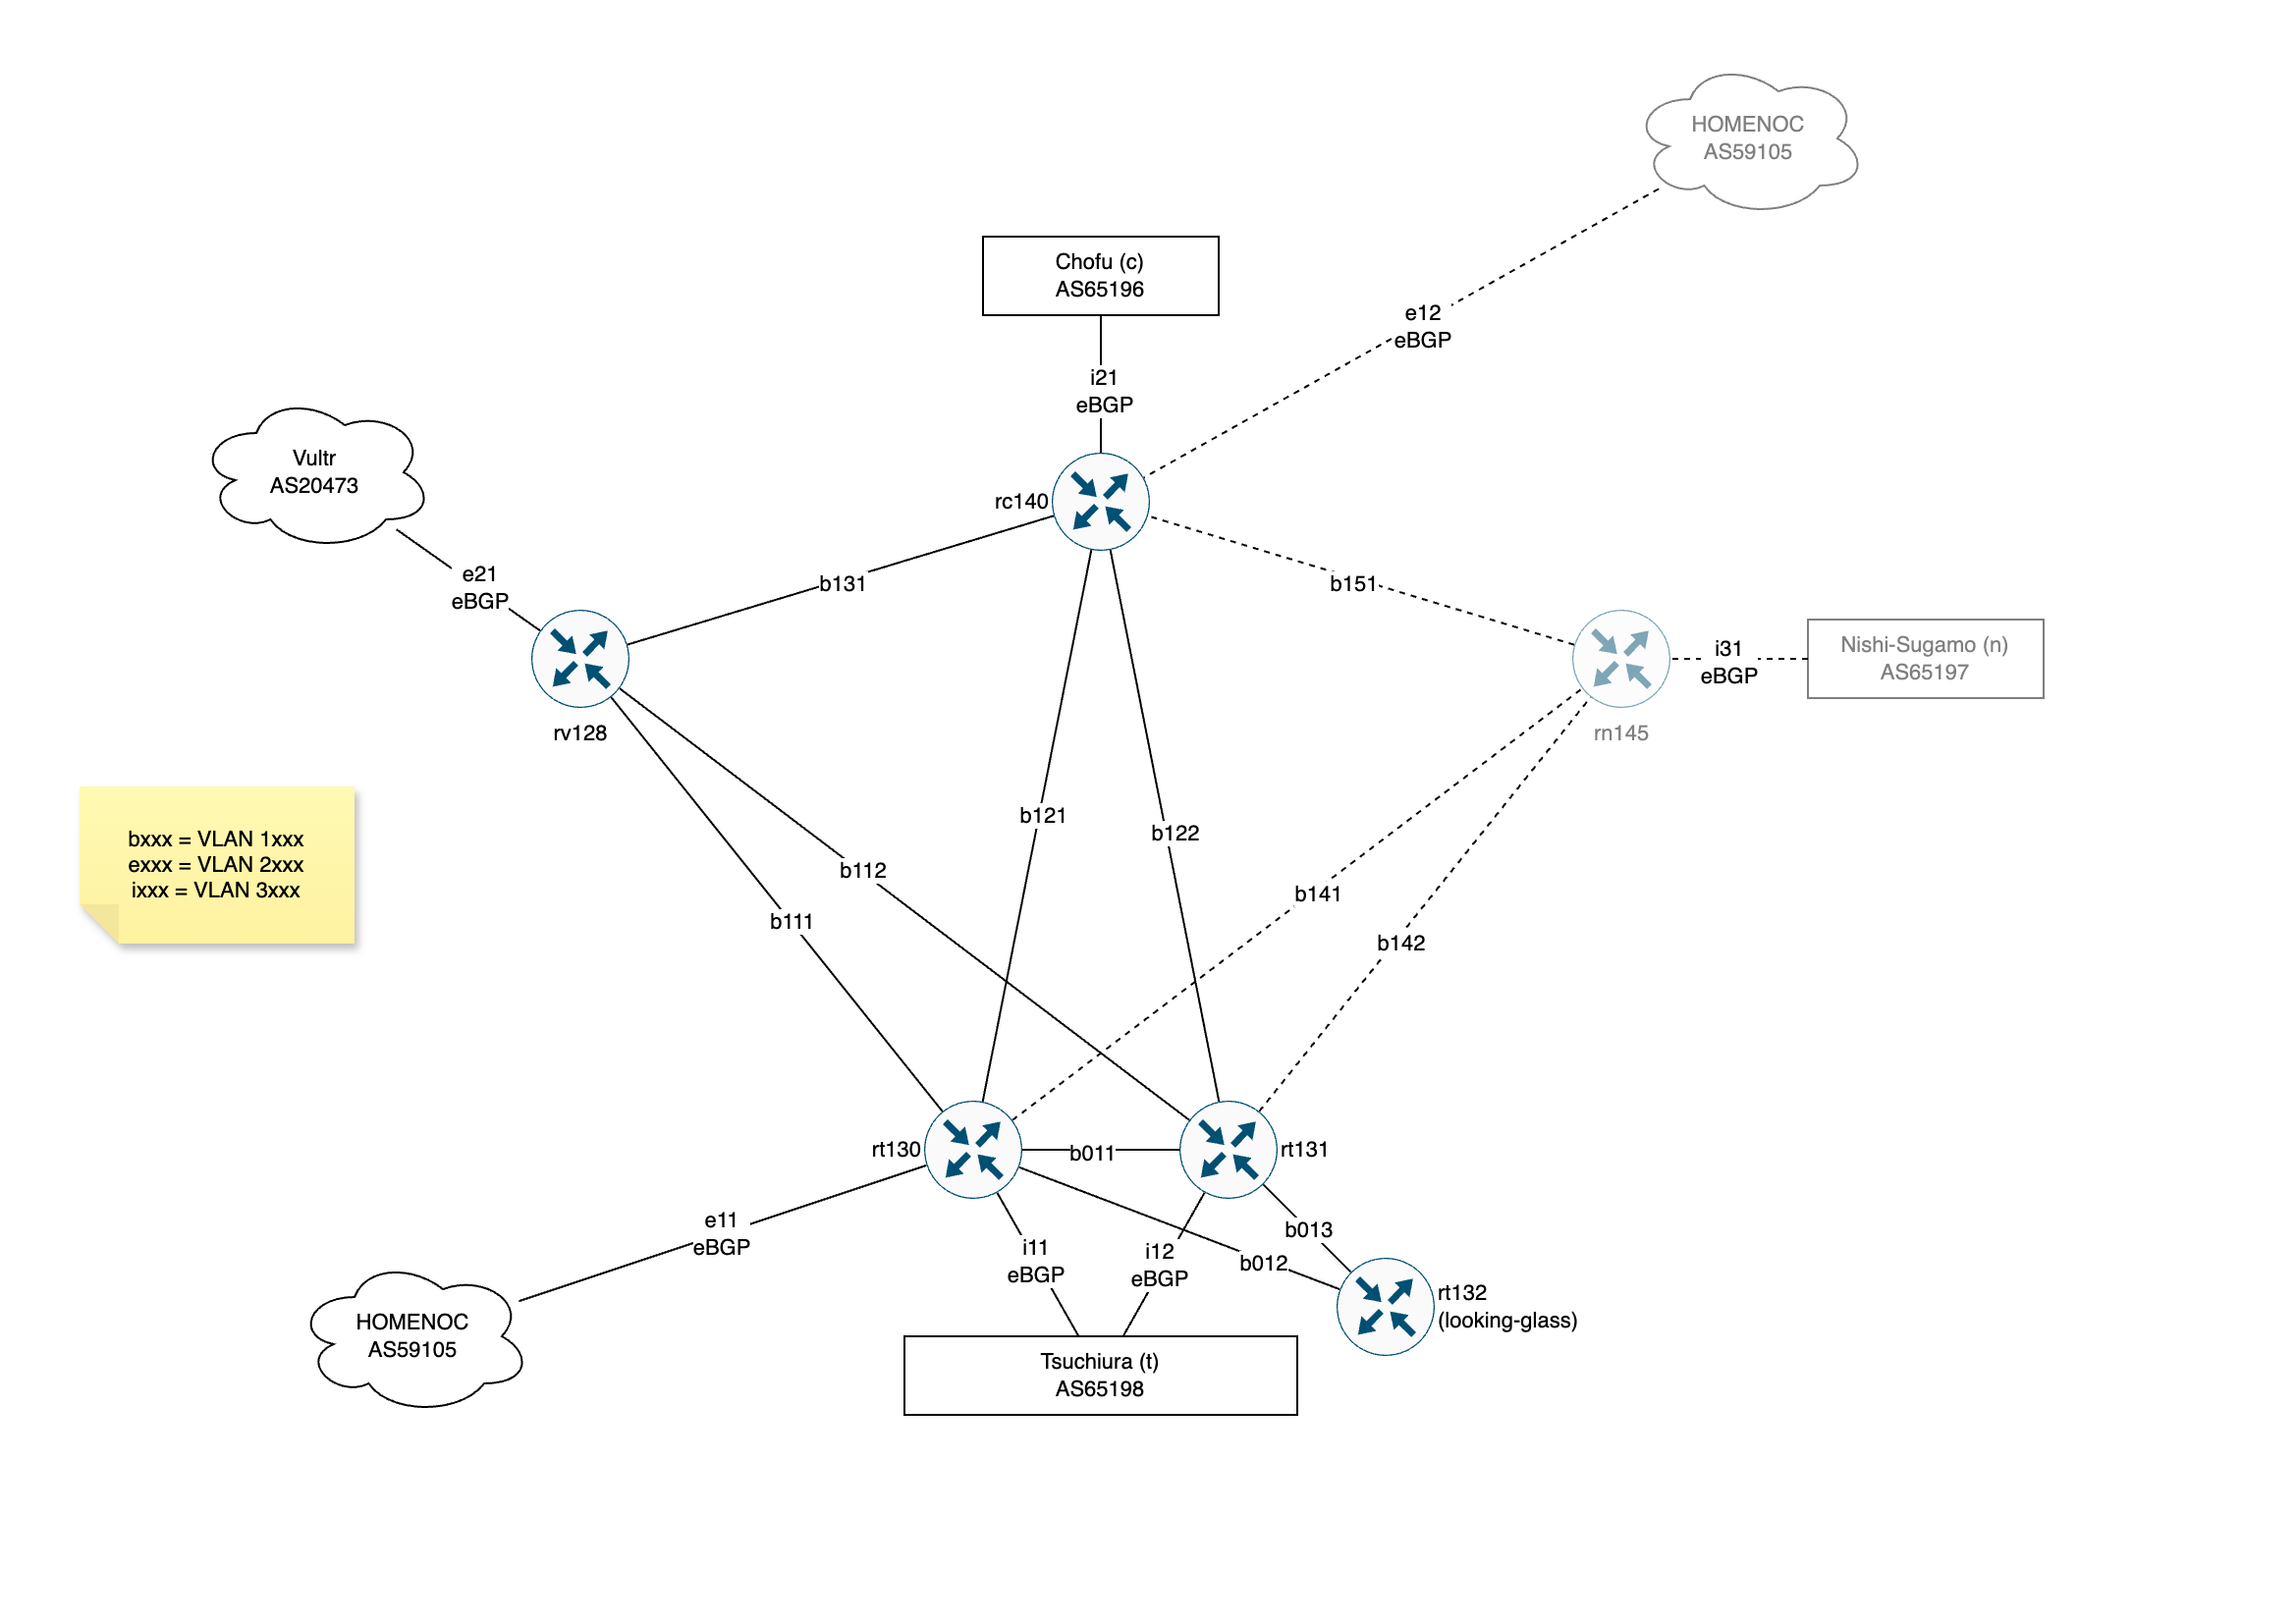 HOMENOC
AS59105
Chofu (c)
AS65196
e12
eBGP
i21
eBGP
Vultr
AS20473
rc140
e21
eBGP
b131
b151
i31
eBGP
Nishi-Sugamo (n)
AS65197
rv128
rn145
b121
b122
bxxx = VLAN 1xxx
exxx = VLAN 2xxx
ixxx = VLAN 3xxx
b112
b141
b111
b142
rt130
b011
rt131
e11
eBGP
b013
i11
eBGP
i12
eBGP
b012
rt132
(looking-glass)
HOMENOC
AS59105
Tsuchiura (t)
AS65198